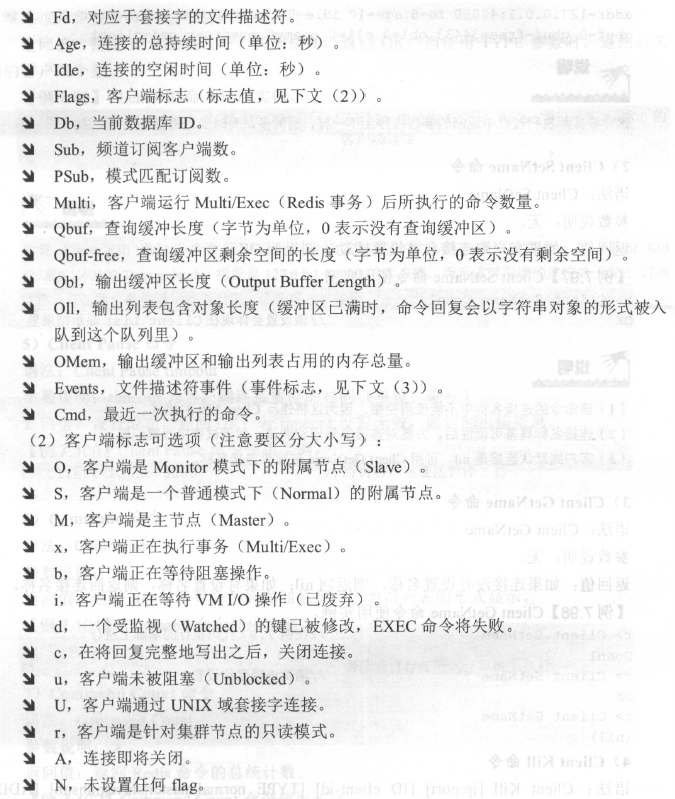 Fd，对应于套接字的文件描述符。
Age，连接的总持续时间（单位：秒）。
Idle，连接的空闲时间（单位：秒）。
Flags，客户端标志（标志值，见下文（2））。
Db，当前数据库 ID。
Sub，频道订阅客户端数。
PSub，模式匹配订阅数。
Multi，客户端运行 Multi/Exec（Redis 事务）后所执行的命令数量。
Qbuf，查询缓冲长度（字节为单位，0 表示没有查询缓冲区）。
Qbuf-free，查询缓冲区剩余空间的长度（字节为单位，0 表示没有剩余空间）。
Obl，输出缓冲区长度（Output Buffer Length）。
Oll，输出列表包含对象长度（缓冲区已满时，命令回复会以字符串对象的形式被入
队到这个队列里）。
OMem，输出缓冲区和输出列表占用的内存总量。
Events，文件描述符事件（事件标志，见下文（3））。
Cmd，最近一次执行的命令。
（2）客户端标志可选项（注意要区分大小写）：
O，客户端是 Monitor 模式下的附属节点（Slave）。
S，客户端是一个普通模式下（Normal）的附属节点。
M，客户端是主节点（Master）。
x，客户端正在执行事务（Multi/Exec）。
b，客户端正在等待阻塞操作。
i，客户端正在等待 VM I/O 操作（已废弃）。
d，一个受监视（Watched）的键已被修改，EXEC 命令将失败。
c，在将回复完整地写出之后，关闭连接。
u，客户端未被阻塞（Unblocked）。
U，客户端通过 UNIX 域套接字连接。
r，客户端是针对集群节点的只读模式。
A，连接即将关闭。
N，未设置任何 flag。